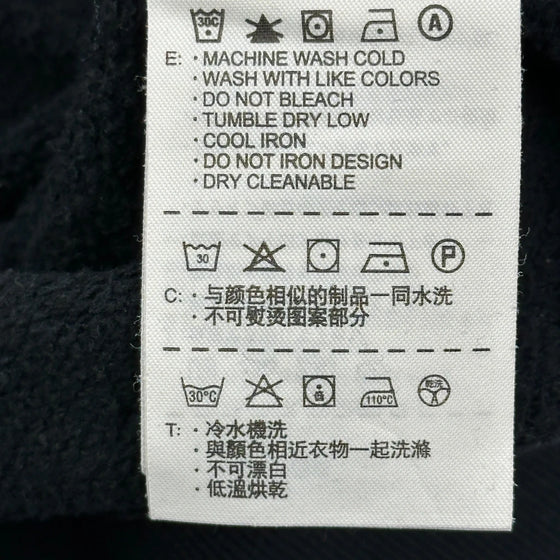 30C A
E: · MACHINE WASH COLD
· WASH WITH LIKE COLORS
· DO NOT BLEACH
· TUMBLE DRY LOW
· COOL IRON
· DO NOT IRON DESIGN
· DRY CLEANABLE
30 P
C: · 与颜色相似的制品一同水洗
· 不可熨烫图案部分
30°C 低 110°C 乾洗
T: · 冷水機洗
· 與顏色相近衣物一起洗滌
· 不可漂白
· 低溫烘乾